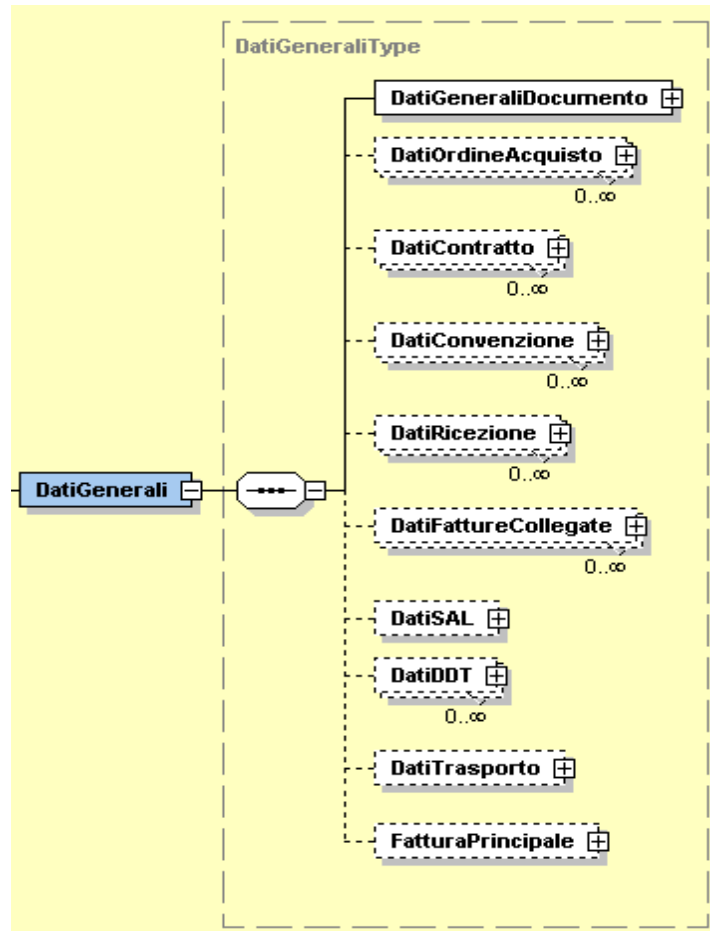 DatiGeneraliType
DatiGeneraliDocumento
DatiOrdineAcquisto
0..∞
DatiContratto
0..∞
DatiConvenzione
0..∞
DatiRicezione
0..∞
DatiGenerali
DatiFattureCollegate
0..∞
DatiSAL
DatiDDT
0..∞
DatiTrasporto
FatturaPrincipale